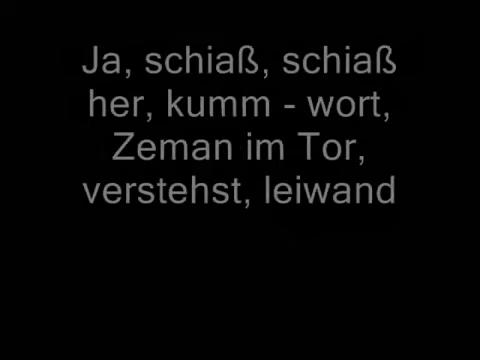 Ja, schiaß, schiaß
her, kumm - wort,
Zeman im Tor,
verstehst, leiwand